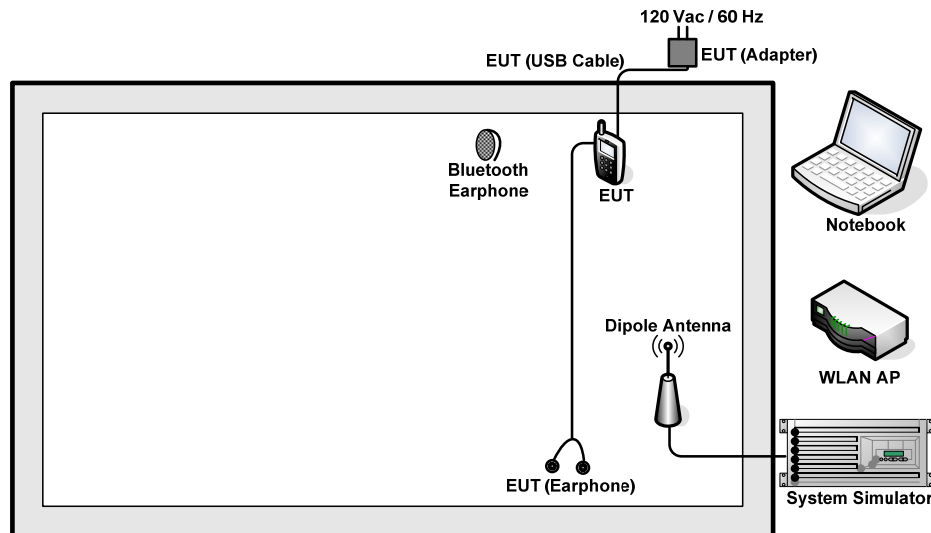 120 Vac / 60 Hz
EUT (USB Cable)
EUT (Adapter)
Bluetooth
Earphone
EUT
Notebook
Dipole Antenna
WLAN AP
EUT (Earphone)
System Simulator